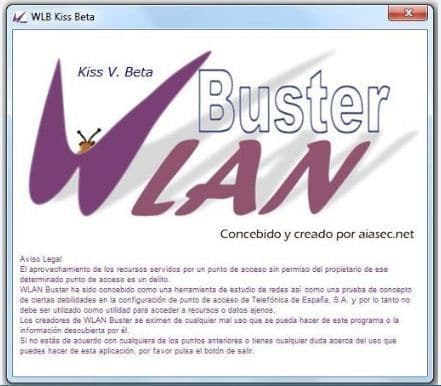 WLB Kiss Beta
Kiss V. Beta
Buster
WLAN
Concebido y creado por aiasec.net
Aviso Legal
El aprovechamiento de los recursos servidos por un punto de acceso sin permiso del propietario de ese
determinado punto de acceso es un delito.
WLAN Buster ha sido concebido como una herramienta de estudio de redes así como una prueba de concepto
de ciertas debilidades en la configuración de punto de acceso de Telefónica de España, S.A. y por lo tanto no
debe ser utilizado como utilidad para acceder a recursos o datos ajenos.
Los creadores de WLAN Buster se eximen de cualquier mal uso que se pueda hacer de este programa o la
información descubierta por él.
Si no estás de acuerdo con cualquiera de los puntos anteriores o tienes cualquier duda acerca del uso que
puedes hacer de esta aplicación, por favor pulsa el botón de salir.